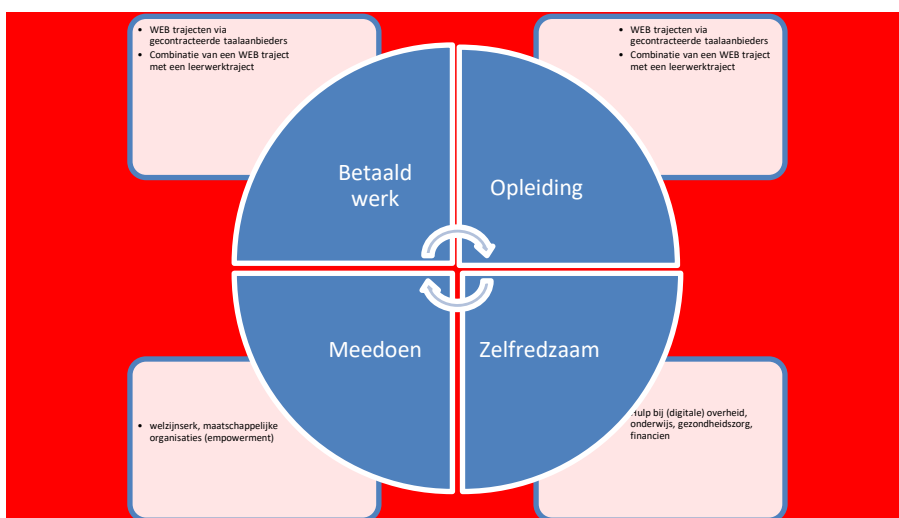 • WEB trajecten via
gecontracteerde taalaanbieders
• Combinatie van een WEB traject
met een leerwerktraject
• WEB trajecten via
gecontracteerde taalaanbieders
• Combinatie van een WEB traject
met een leerwerktraject
Betaald
werk
Opleiding
Meedoen
Zelfredzaam
• welzijnserk, maatschappelijke
organisaties (empowerment)
Hulp bij (digitale) overheid,
onderwijs, gezondheidszorg,
financien